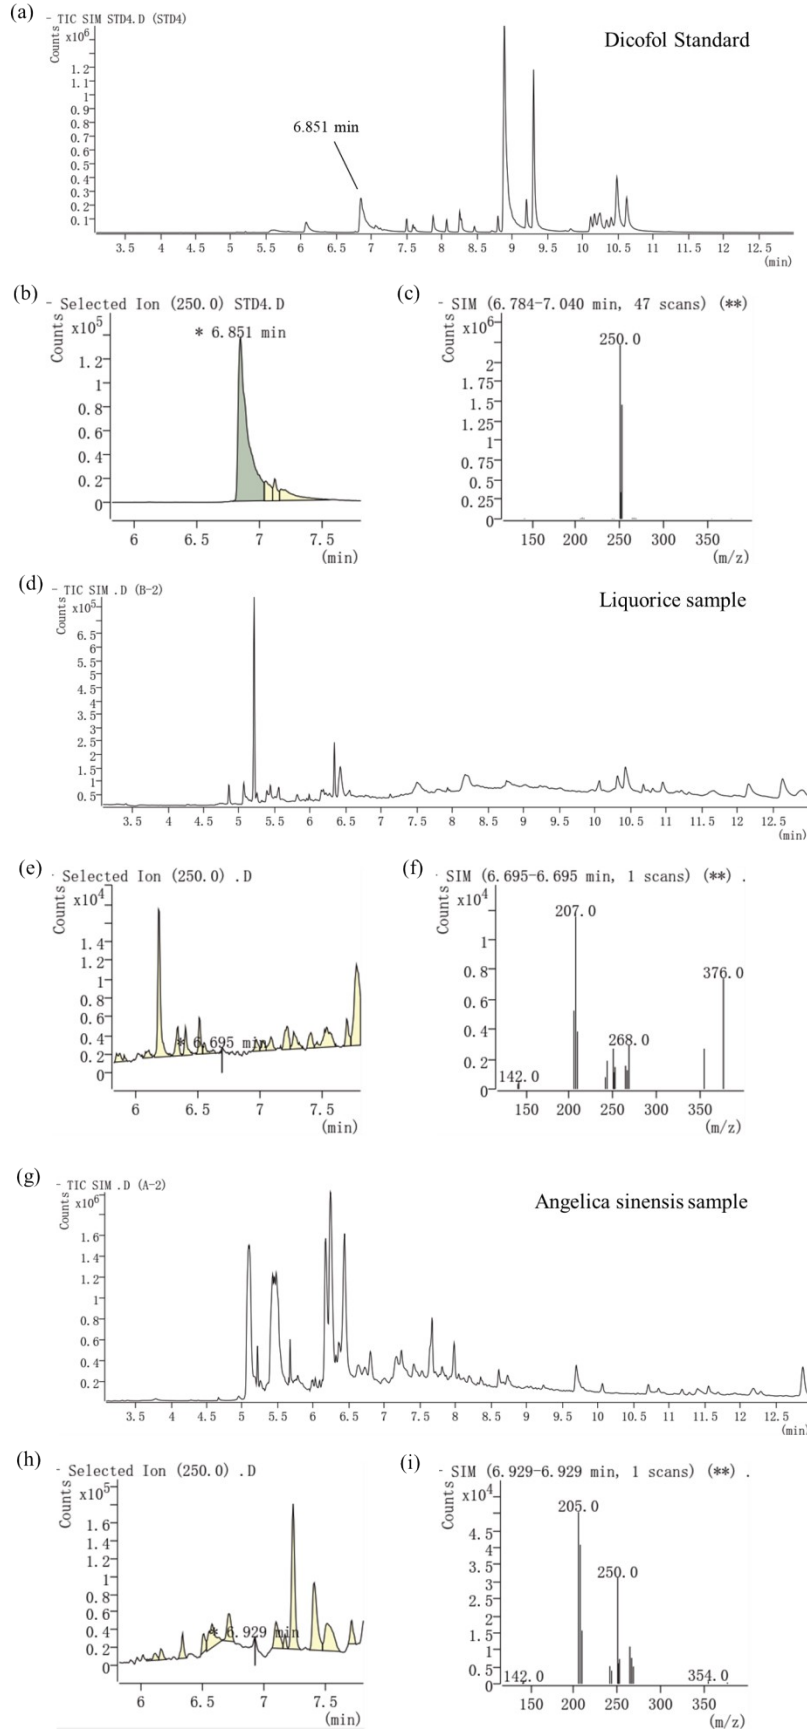 (a)
- TIC SIM STD4.D (STD4)
Counts
x10⁶
Dicofol Standard
1.2
1.1
1
0.9
0.8
0.7
0.6
0.5
0.4
0.3
0.2
0.1
6.851 min
3.5 4 4.5 5 5.5 6 6.5 7 7.5 8 8.5 9 9.5 10 10.5 11 11.5 12 12.5
(min)
(b)
- Selected Ion (250.0) STD4.D
Counts
x10⁵
* 6.851 min
1.2
1
0.8
0.6
0.4
0.2
0
6 6.5 7 7.5
(min)
(c)
- SIM (6.784-7.040 min, 47 scans) (**)
Counts
x10⁶
250.0
2
1.75
1.5
1.25
1
0.75
0.5
0.25
0
150 200 250 300 350
(m/z)
(d)
- TIC SIM .D (B-2)
Counts
x10⁵
Liquorice sample
6.5
6
5.5
5
4.5
4
3.5
3
2.5
2
1.5
1
0.5
3.5 4 4.5 5 5.5 6 6.5 7 7.5 8 8.5 9 9.5 10 10.5 11 11.5 12 12.5
(min)
(e)
- Selected Ion (250.0) .D
Counts
x10⁴
1.4
1.2
1
0.8
0.6
0.4
0.2
0
* 6.695 min
6 6.5 7 7.5
(min)
(f)
- SIM (6.695-6.695 min, 1 scans) (**) .
Counts
x10⁴
207.0
376.0
268.0
142.0
1
0.8
0.6
0.4
0.2
0
150 200 250 300 350
(m/z)
(g)
- TIC SIM .D (A-2)
Counts
x10⁶
Angelica sinensis sample
1.6
1.4
1.2
1
0.8
0.6
0.4
0.2
3.5 4 4.5 5 5.5 6 6.5 7 7.5 8 8.5 9 9.5 10 10.5 11 11.5 12 12.5
(min)
(h)
- Selected Ion (250.0) .D
Counts
x10⁵
1.6
1.4
1.2
1
0.8
0.6
0.4
0.2
0
* 6.929 min
6 6.5 7 7.5
(min)
(i)
- SIM (6.929-6.929 min, 1 scans) (**) .
Counts
x10⁴
205.0
250.0
142.0
354.0
4.5
4
3.5
3
2.5
2
1.5
1
0.5
0
150 200 250 300 350
(m/z)